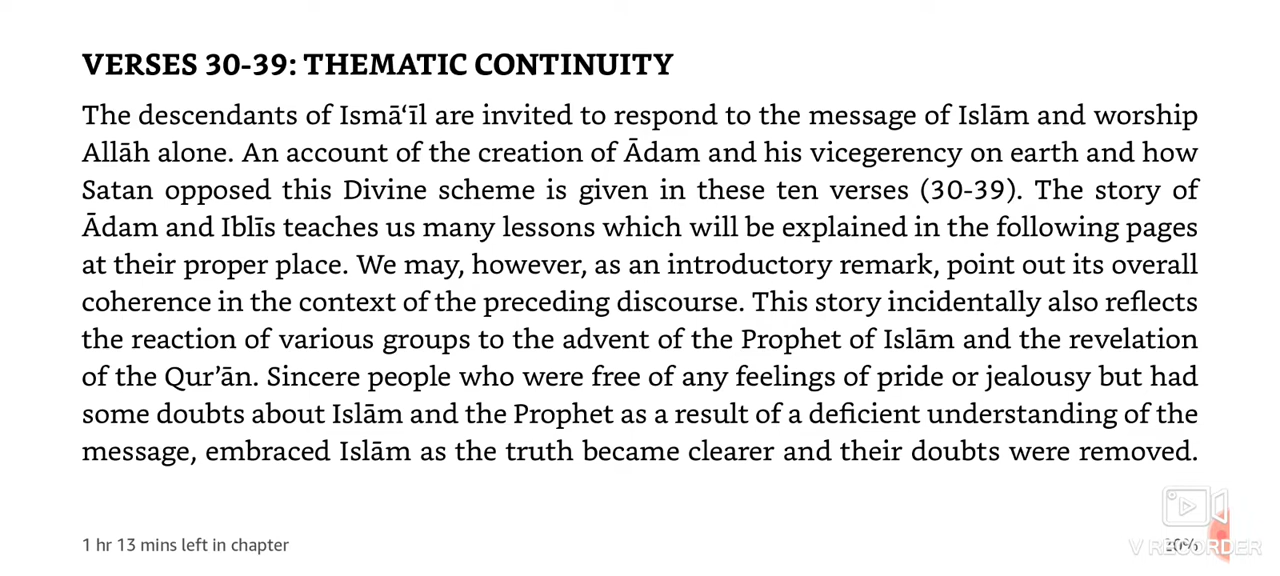 VERSES 30-39: THEMATIC CONTINUITY
The descendants of Ismā‘īl are invited to respond to the message of Islām and worship
Allāh alone. An account of the creation of Ādam and his vicegerency on earth and how
Satan opposed this Divine scheme is given in these ten verses (30-39). The story of
Ādam and Iblīs teaches us many lessons which will be explained in the following pages
at their proper place. We may, however, as an introductory remark, point out its overall
coherence in the context of the preceding discourse. This story incidentally also reflects
the reaction of various groups to the advent of the Prophet of Islām and the revelation
of the Qur’ān. Sincere people who were free of any feelings of pride or jealousy but had
some doubts about Islām and the Prophet as a result of a deficient understanding of the
message, embraced Islām as the truth became clearer and their doubts were removed.
1 hr 13 mins left in chapter
V RECORDER